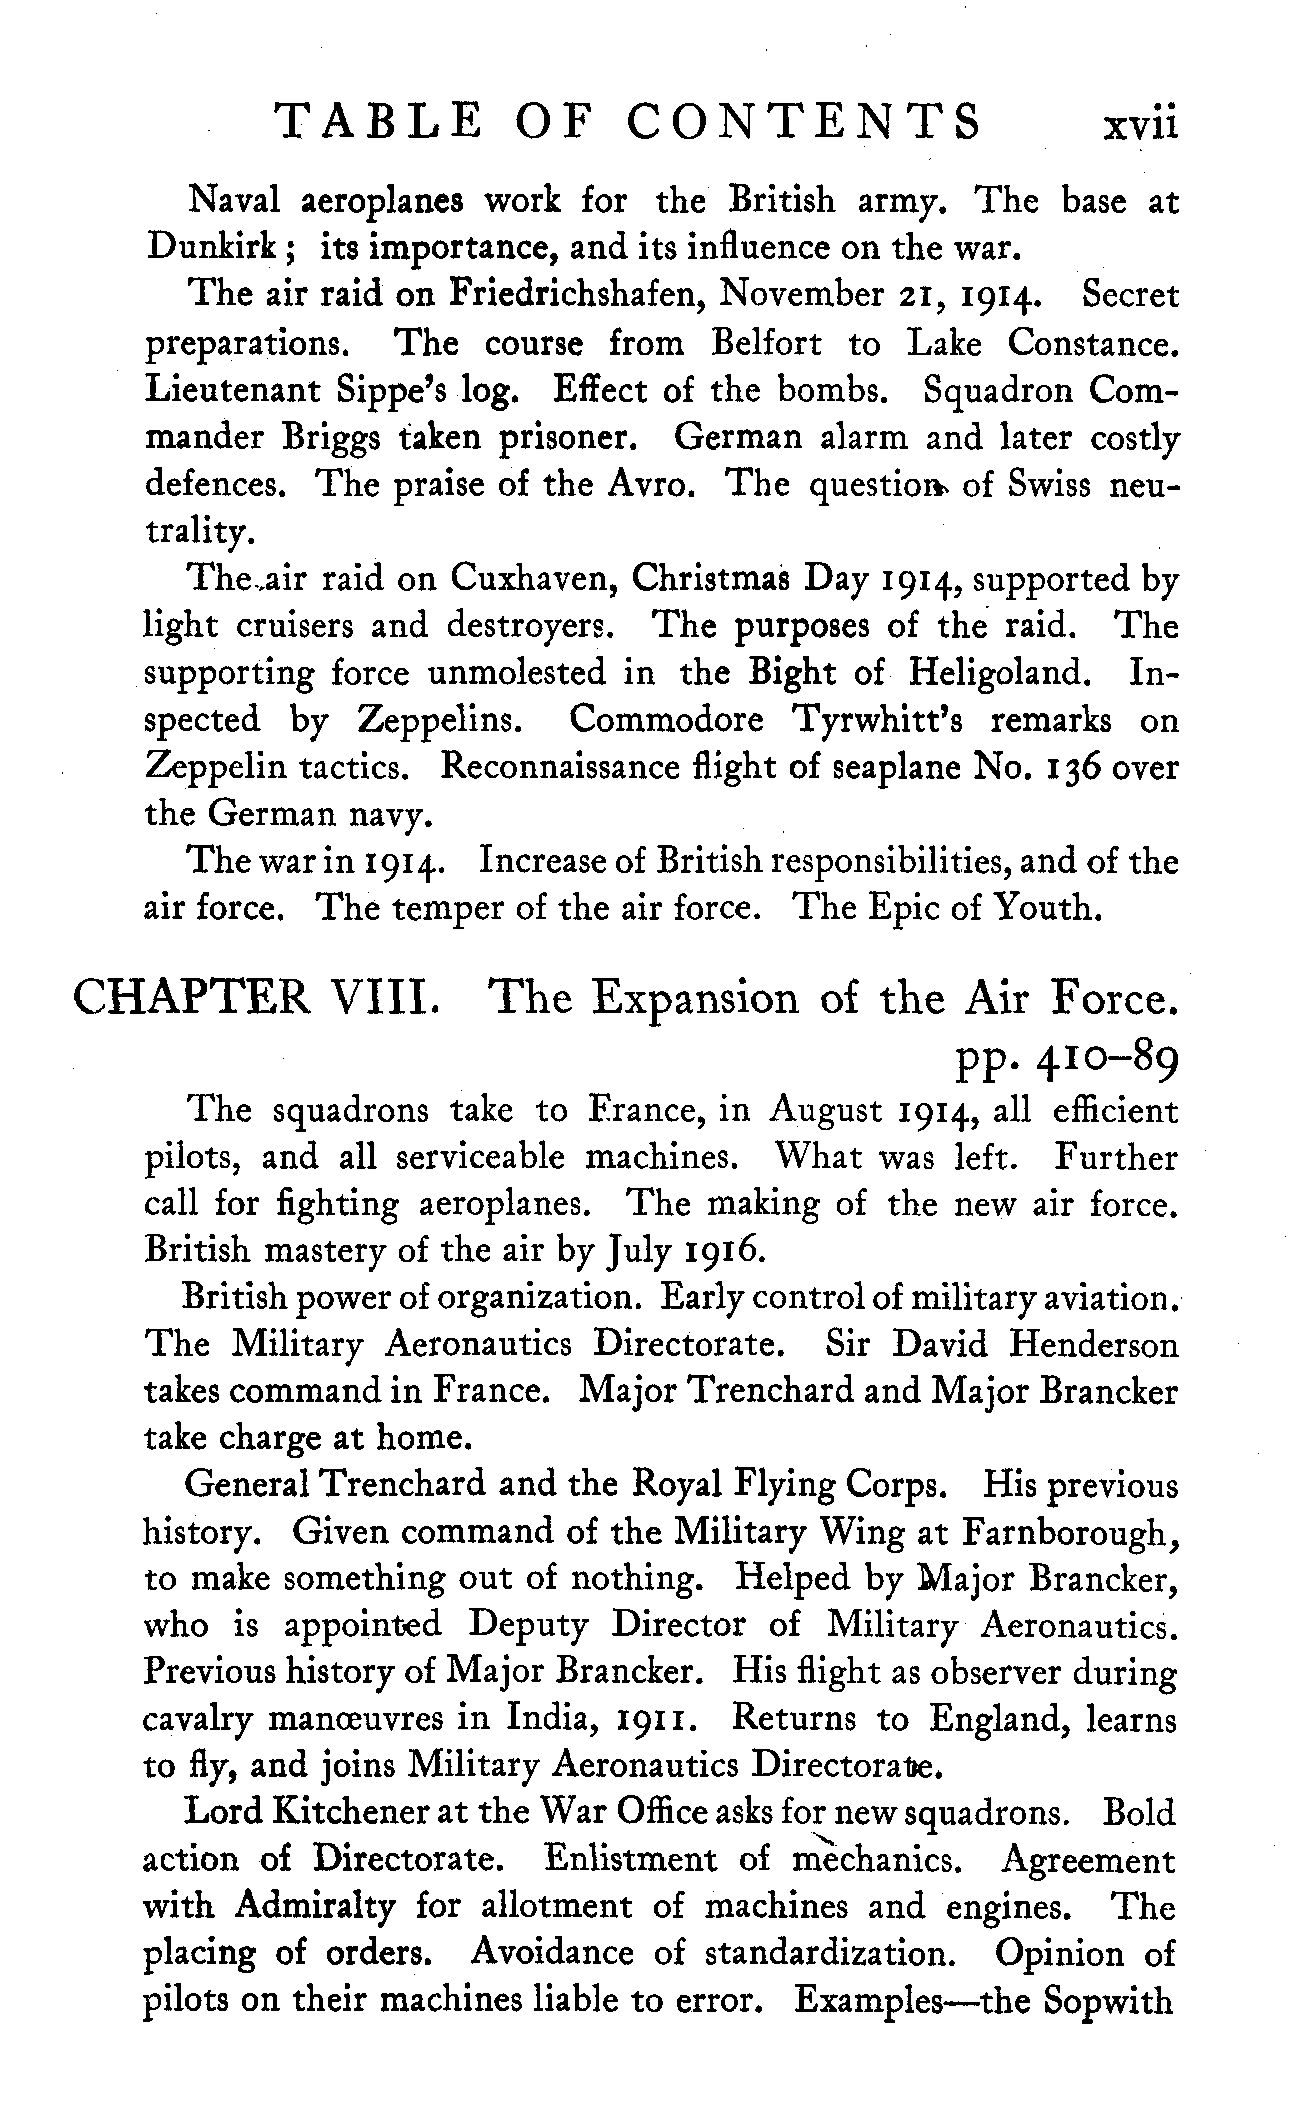 TABLE OF CONTENTS xvii
Naval aeroplanes work for the British army. The base at
Dunkirk ; its importance, and its influence on the war.
The air raid on Friedrichshafen, November 21, 1914. Secret
preparations. The course from Belfort to Lake Constance.
Lieutenant Sippe's log. Effect of the bombs. Squadron Com-
mander Briggs taken prisoner. German alarm and later costly
defences. The praise of the Avro. The question of Swiss neu-
trality.
The air raid on Cuxhaven, Christmas Day 1914, supported by
light cruisers and destroyers. The purposes of the raid. The
supporting force unmolested in the Bight of Heligoland. In-
spected by Zeppelins. Commodore Tyrwhitt's remarks on
Zeppelin tactics. Reconnaissance flight of seaplane No. 136 over
the German navy.
The war in 1914. Increase of British responsibilities, and of the
air force. The temper of the air force. The Epic of Youth.
CHAPTER VIII. The Expansion of the Air Force.
pp. 410–89
The squadrons take to France, in August 1914, all efficient
pilots, and all serviceable machines. What was left. Further
call for fighting aeroplanes. The making of the new air force.
British mastery of the air by July 1916.
British power of organization. Early control of military aviation.
The Military Aeronautics Directorate. Sir David Henderson
takes command in France. Major Trenchard and Major Brancker
take charge at home.
General Trenchard and the Royal Flying Corps. His previous
history. Given command of the Military Wing at Farnborough,
to make something out of nothing. Helped by Major Brancker,
who is appointed Deputy Director of Military Aeronautics.
Previous history of Major Brancker. His flight as observer during
cavalry manœuvres in India, 1911. Returns to England, learns
to fly, and joins Military Aeronautics Directorate.
Lord Kitchener at the War Office asks for new squadrons. Bold
action of Directorate. Enlistment of mechanics. Agreement
with Admiralty for allotment of machines and engines. The
placing of orders. Avoidance of standardization. Opinion of
pilots on their machines liable to error. Examples—the Sopwith